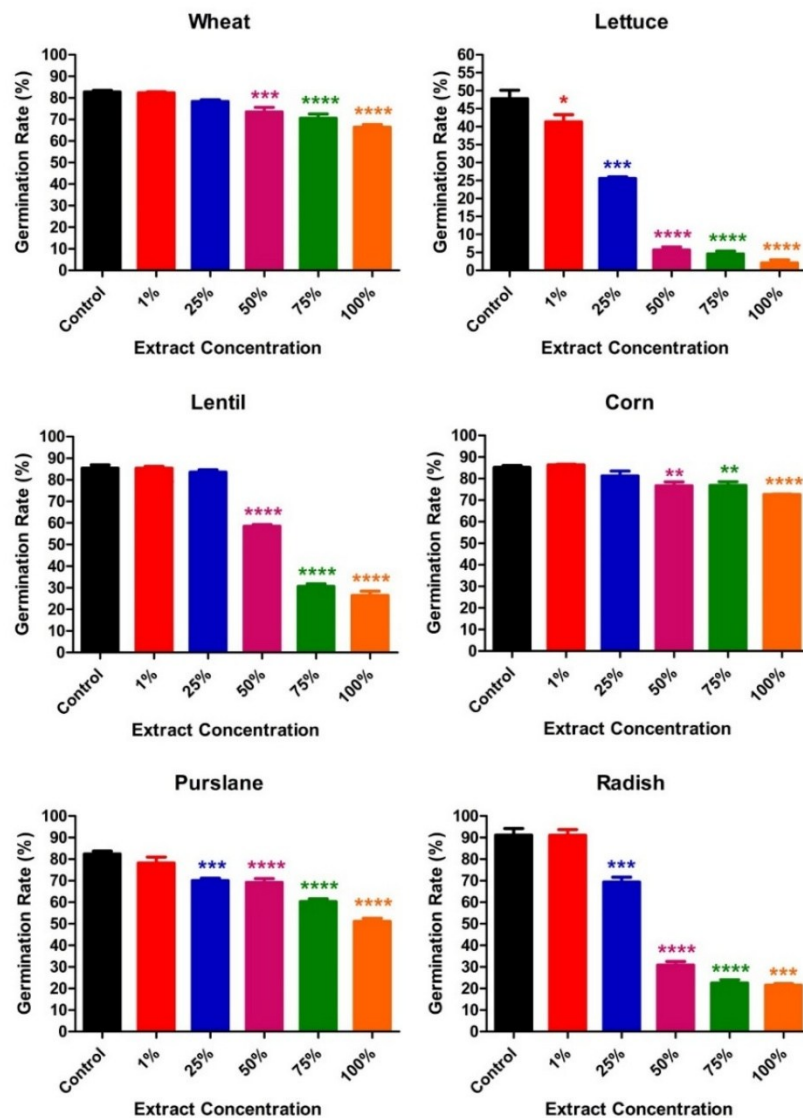 Wheat
Germination Rate (%)
100
90
80
70
60
50
40
30
20
10
0
*** **** ****
Control 1% 25% 50% 75% 100%
Extract Concentration
Lettuce
Germination Rate (%)
60
55
50
45
40
35
30
25
20
15
10
5
0
* *** **** **** ****
Control 1% 25% 50% 75% 100%
Extract Concentration
Lentil
Germination Rate (%)
100
90
80
70
60
50
40
30
20
10
0
**** **** ****
Control 1% 25% 50% 75% 100%
Extract Concentration
Corn
Germination Rate (%)
100
90
80
70
60
50
40
30
20
10
0
** ** ****
Control 1% 25% 50% 75% 100%
Extract Concentration
Purslane
Germination Rate (%)
100
90
80
70
60
50
40
30
20
10
0
*** **** **** ****
Control 1% 25% 50% 75% 100%
Extract Concentration
Radish
Germination Rate (%)
100
90
80
70
60
50
40
30
20
10
0
*** **** **** ***
Control 1% 25% 50% 75% 100%
Extract Concentration